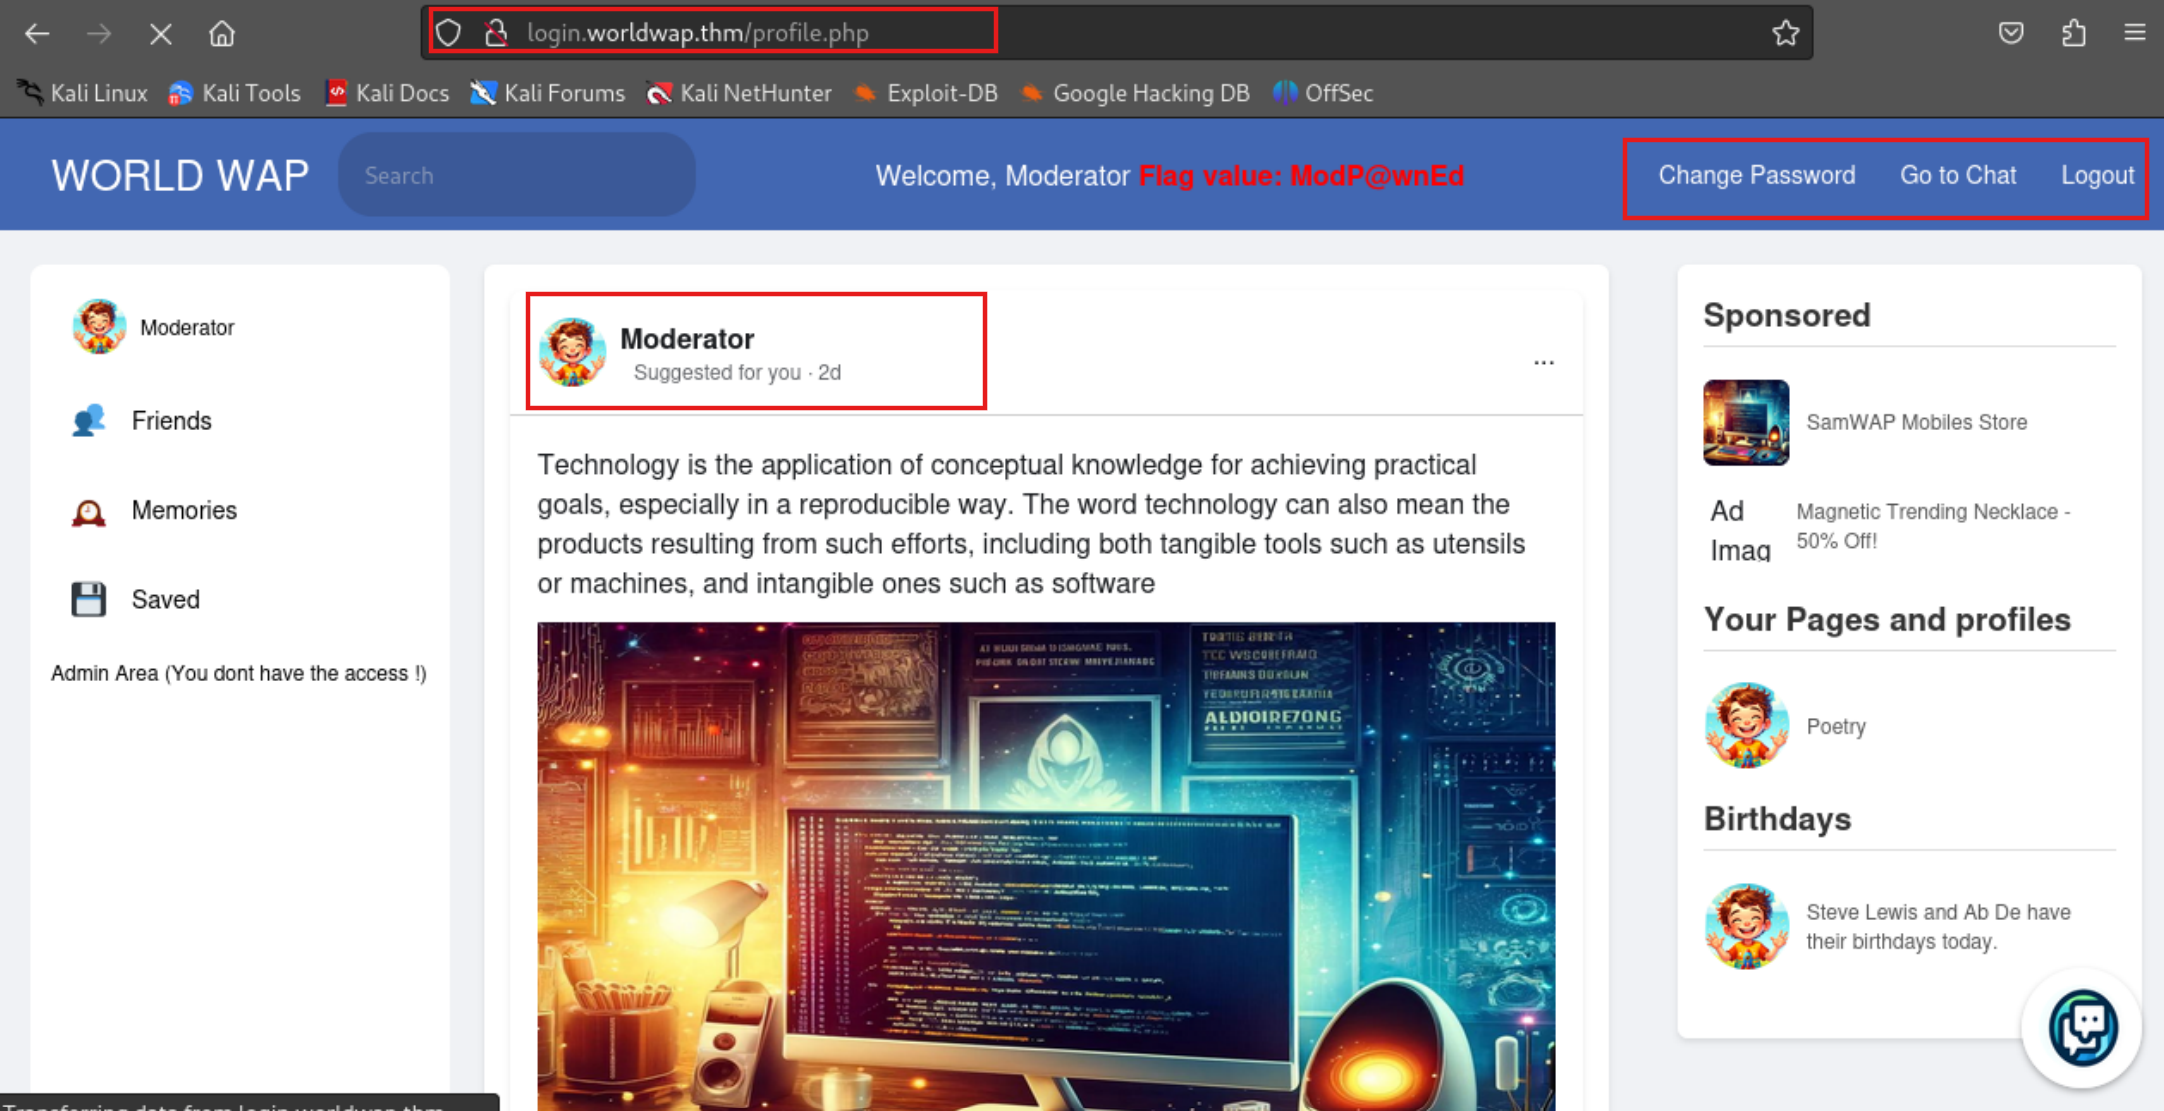 login.worldwap.thm/profile.php
Kali Linux Kali Tools Kali Docs Kali Forums Kali NetHunter Exploit-DB Google Hacking DB OffSec
WORLD WAP Search Welcome, Moderator Flag value: ModP@wnEd Change Password Go to Chat Logout
Moderator
Friends
Memories
Saved
Admin Area (You dont have the access !)
Moderator
Suggested for you · 2d
...
Technology is the application of conceptual knowledge for achieving practical
goals, especially in a reproducible way. The word technology can also mean the
products resulting from such efforts, including both tangible tools such as utensils
or machines, and intangible ones such as software
Sponsored
SamWAP Mobiles Store
Ad
Imag
Magnetic Trending Necklace -
50% Off!
Your Pages and profiles
Poetry
Birthdays
Steve Lewis and Ab De have
their birthdays today.